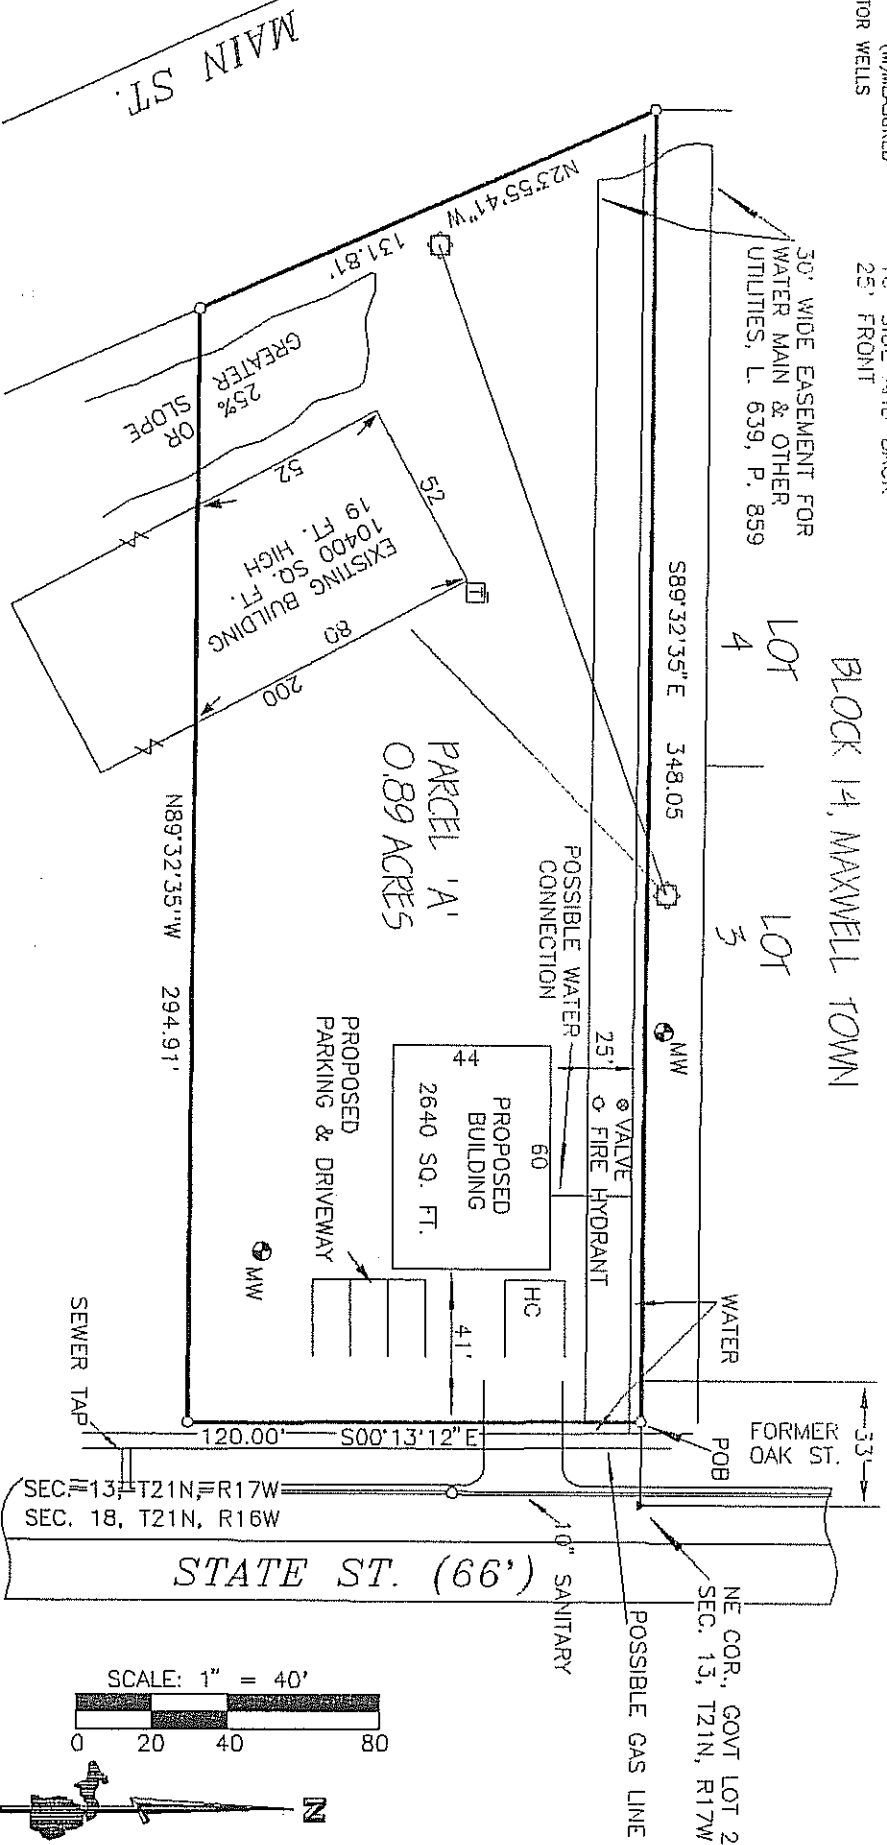 (M)MEASURED
TOR WELLS
25' FRONT
MAIN ST.
30' WIDE EASEMENT FOR
WATER MAIN & OTHER
UTILITIES, L. 639, P. 859
BLOCK 14, MAXWELL TOWN
LOT
4
LOT
3
S89°32'35"E 348.05
N23°55'41"W
131.81'
25%
OR
GREATER
SLOPE
52
52
EXISTING BUILDING
10400 SQ. FT.
19 FT. HIGH
80
200
T
PARCEL 'A'
0.89 ACRES
N89°32'35"W 294.91'
POSSIBLE WATER
CONNECTION
MW
25'
VALVE
FIRE HYDRANT
44
60
PROPOSED
BUILDING
2640 SQ. FT.
PROPOSED
PARKING & DRIVEWAY
MW
HC
41'
WATER
33'
FORMER
OAK ST.
POB
SEWER TAP
120.00' S00°13'12"E
SEC. 13, T21N, R17W
SEC. 18, T21N, R16W
STATE ST. (66')
10" SANITARY
POSSIBLE GAS LINE
NE COR., GOVT LOT 2
SEC. 13, T21N, R17W
SCALE: 1" = 40'
0 20 40 80
N